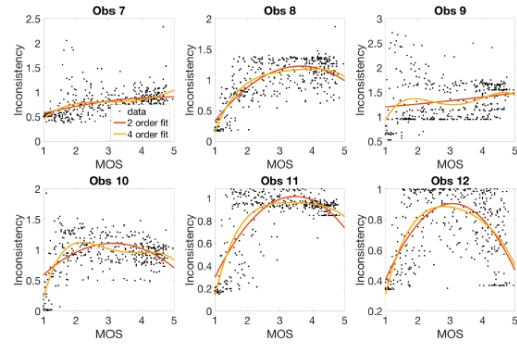 Obs 7
Inconsistency
2.5
2
1.5
1
0.5
0
data
2 order fit
4 order fit
1 2 3 4 5
MOS
Obs 8
Inconsistency
2
1.5
1
0.5
0
1 2 3 4 5
MOS
Obs 9
Inconsistency
3
2.5
2
1.5
1
0.5
1 2 3 4 5
MOS
Obs 10
Inconsistency
2
1.5
1
0.5
0
1 2 3 4 5
MOS
Obs 11
Inconsistency
1
0.8
0.6
0.4
0.2
0
1 2 3 4 5
MOS
Obs 12
Inconsistency
1
0.8
0.6
0.4
0.2
1 2 3 4 5
MOS